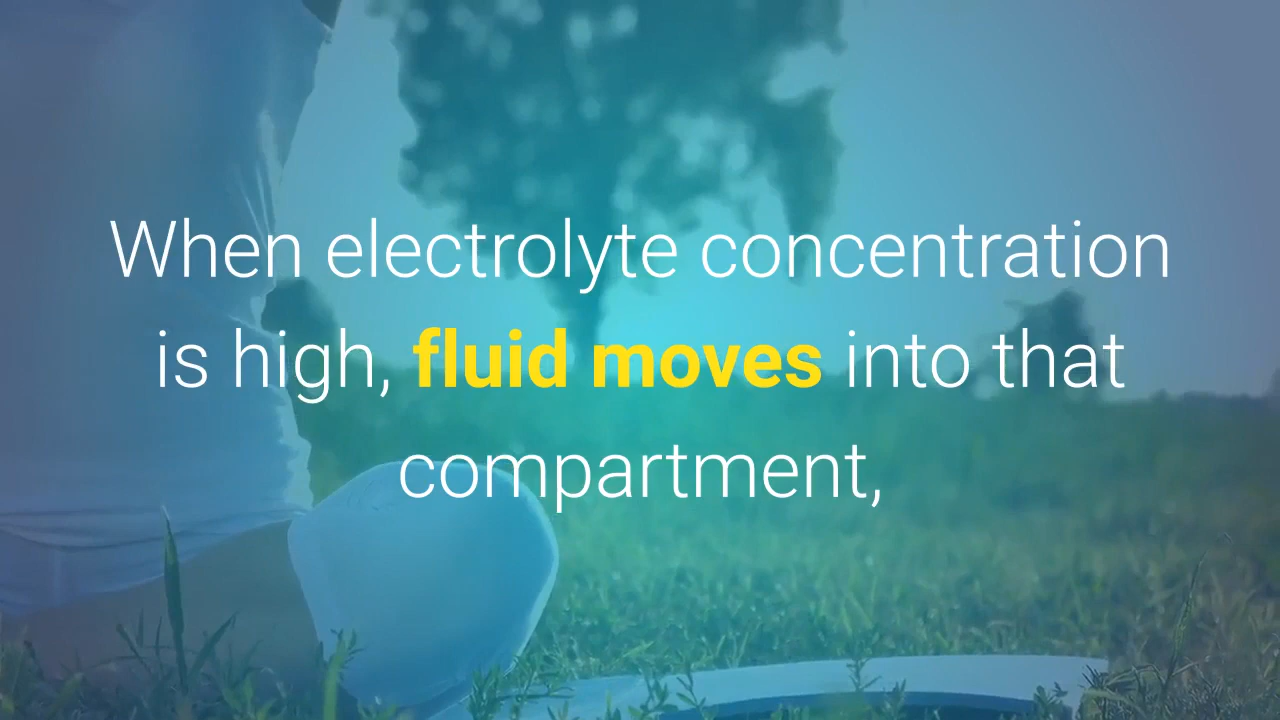 When electrolyte concentration
is high, fluid moves into that
compartment,